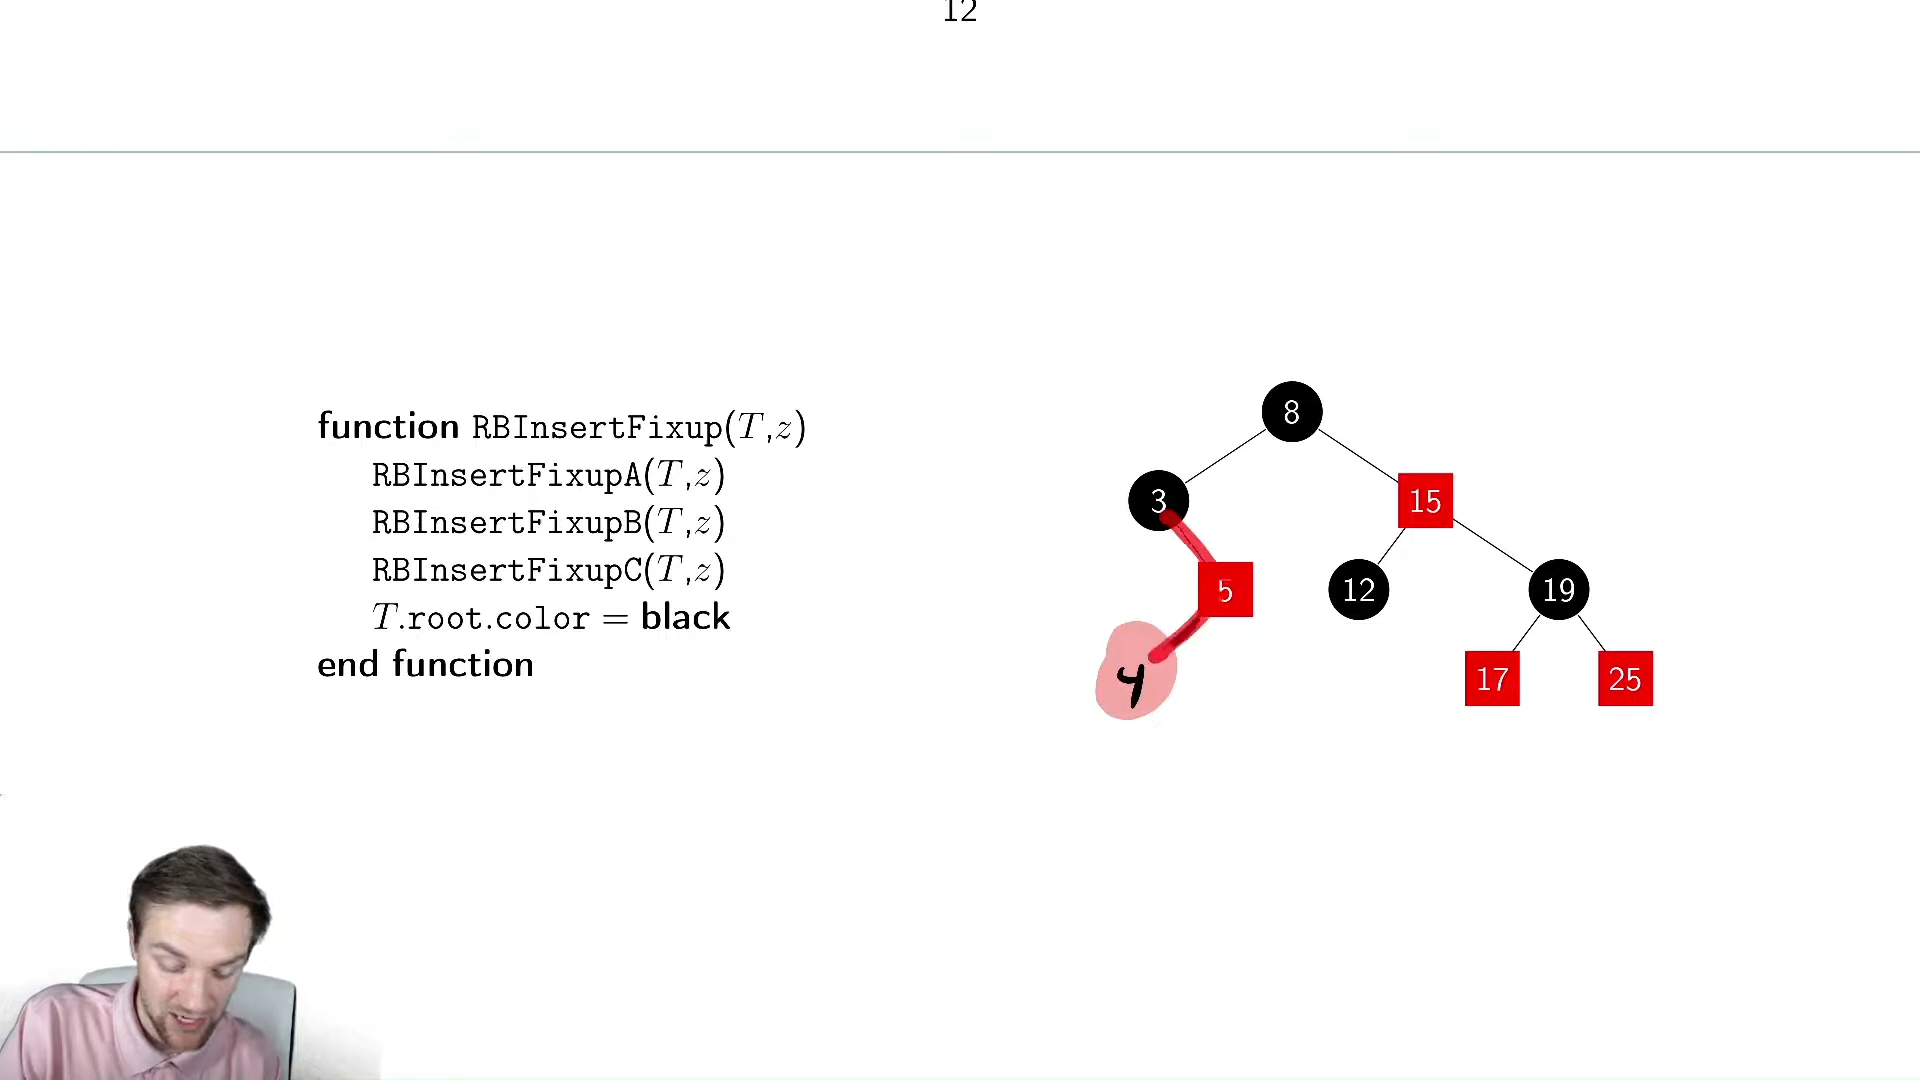 12
function RBInsertFixup(T,z)
RBInsertFixupA(T,z)
RBInsertFixupB(T,z)
RBInsertFixupC(T,z)
T.root.color = black
end function
8
3
15
5
12
19
4
17
25